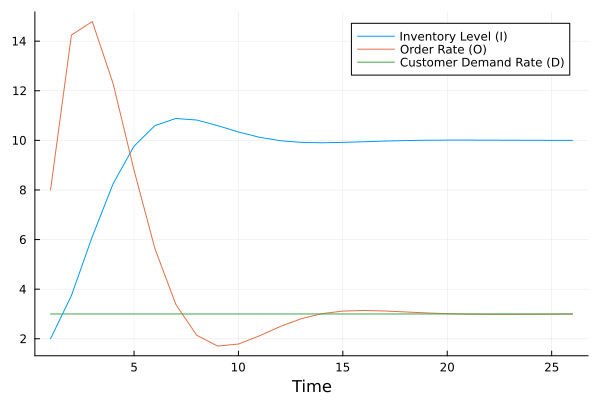 Inventory Level (I)
Order Rate (O)
Customer Demand Rate (D)
14
12
10
8
6
4
2
5 10 15 20 25
Time